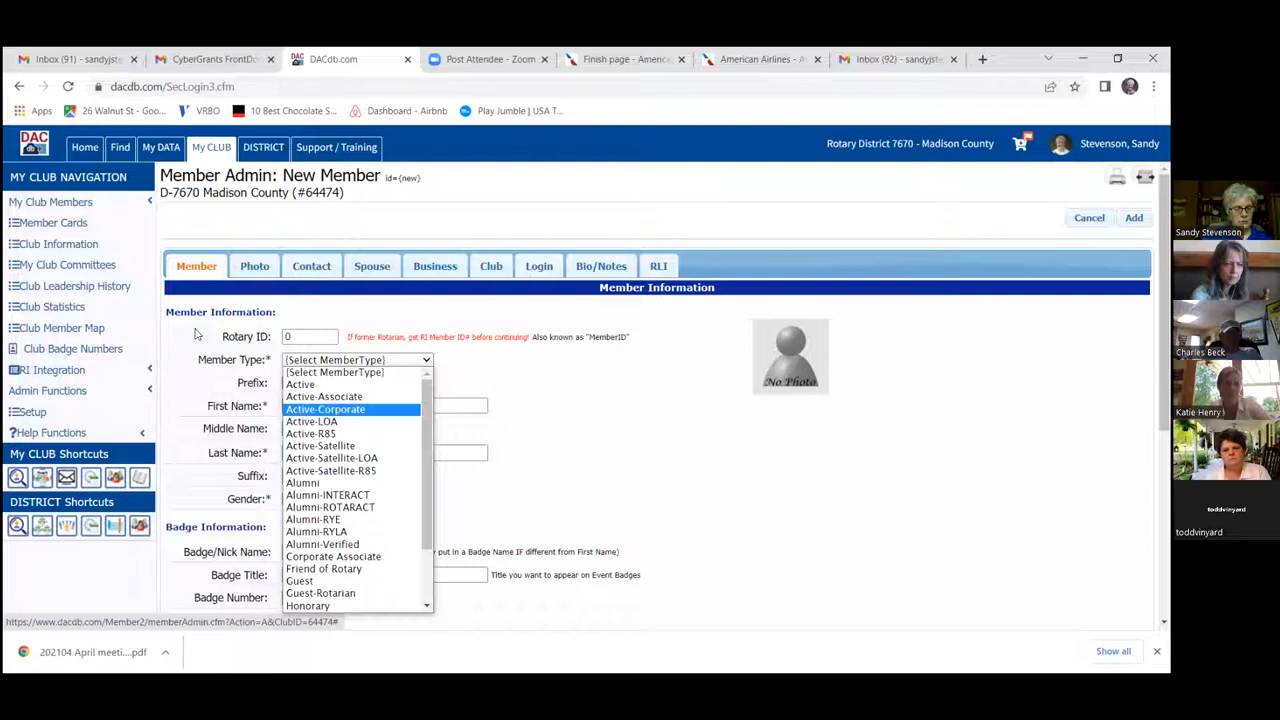 Inbox (91) - sandyjste
CyberGrants FrontDo
DACdb.com
Post Attendee - Zoom
Finish page - America
American Airlines - A
Inbox (92) - sandyjst
dacdb.com/SecLogin3.cfm
Apps
26 Walnut St - Goo...
VRBO
10 Best Chocolate S...
Dashboard - Airbnb
Play Jumble | USA T...
DAC
db
Home
Find
My DATA
My CLUB
DISTRICT
Support / Training
Rotary District 7670 - Madison County
Stevenson, Sandy
MY CLUB NAVIGATION
My Club Members
Member Cards
Club Information
My Club Committees
Club Leadership History
Club Statistics
Club Member Map
Club Badge Numbers
RI Integration
Admin Functions
Setup
Help Functions
My CLUB Shortcuts
DISTRICT Shortcuts
Member Admin: New Member id={new}
D-7670 Madison County (#64474)
Cancel
Add
Member
Photo
Contact
Spouse
Business
Club
Login
Bio/Notes
RLI
Member Information
Member Information:
Rotary ID:
0
If former Rotarian, get RI Member ID# before continuing! Also known as "MemberID"
Member Type:*
{Select MemberType}
Prefix:
First Name:*
Middle Name:
Last Name:*
Suffix:
Gender:*
{Select MemberType}
Active
Active-Associate
Active-Corporate
Active-LOA
Active-R85
Active-Satellite
Active-Satellite-LOA
Active-Satellite-R85
Alumni
Alumni-INTERACT
Alumni-ROTARACT
Alumni-RYE
Alumni-RYLA
Alumni-Verified
Corporate Associate
Friend of Rotary
Guest
Guest-Rotarian
Honorary
No Photo
Badge Information:
Badge/Nick Name:
y put in a Badge Name IF different from First Name)
Badge Title:
Title you want to appear on Event Badges
Badge Number:
https://www.dacdb.com/Member2/memberAdmin.cfm?Action=A&ClubID=64474#
202104 April meeti....pdf
Show all
Sandy Stevenson
Charles Beck
Katie Henry
toddvinyard
toddvinyard